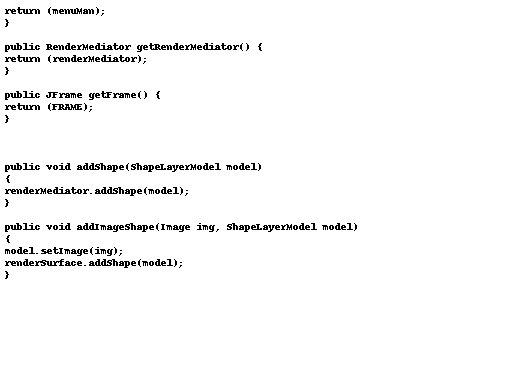 return (menuMan);
}
public RenderMediator getRenderMediator() {
return (renderMediator);
}
public JFrame getFrame() {
return (FRAME);
}
public void addShape(ShapeLayerModel model)
{
renderMediator.addShape(model);
}
public void addImageShape(Image img, ShapeLayerModel model)
{
model.setImage(img);
renderSurface.addShape(model);
}